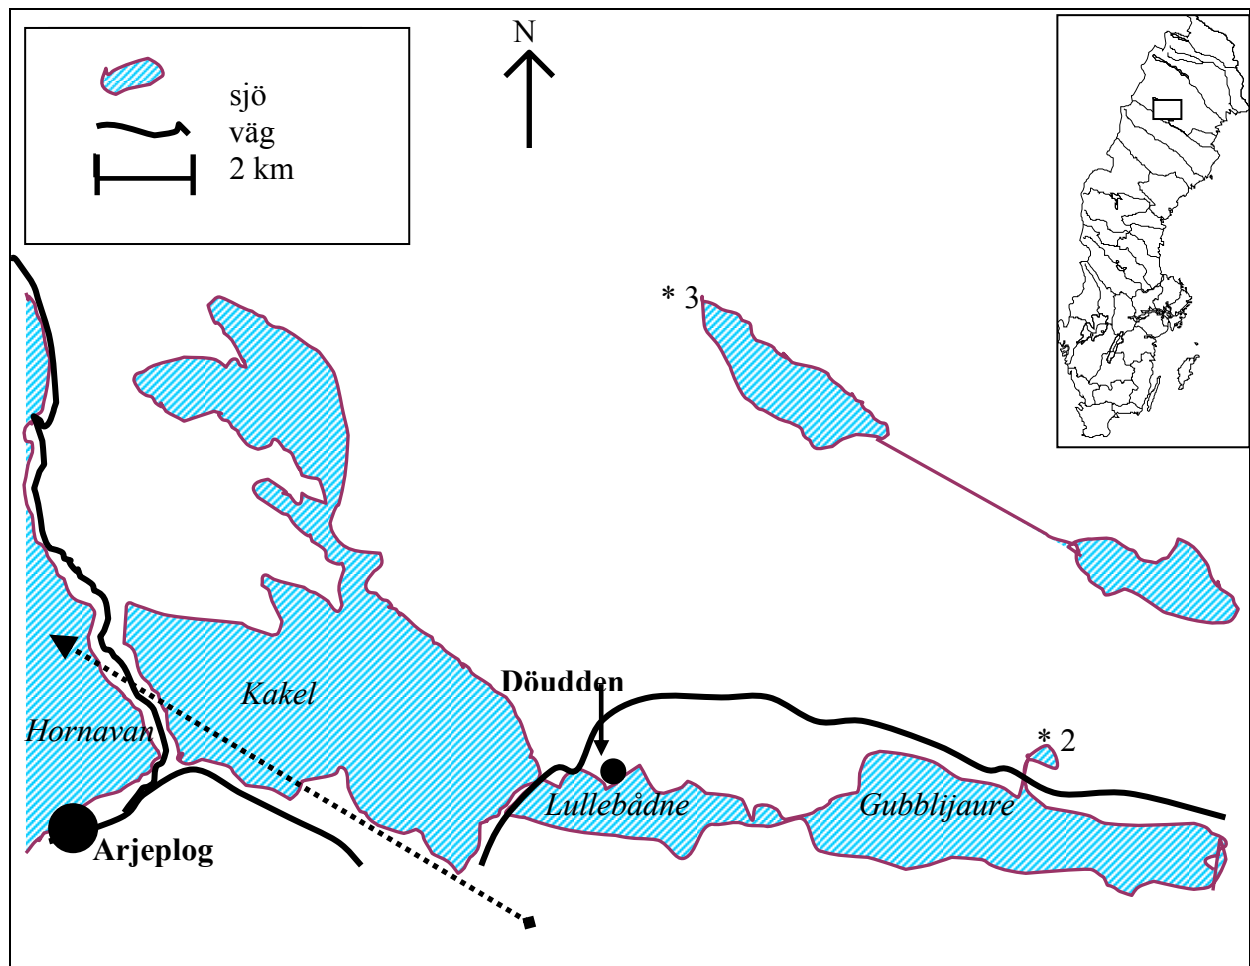 N
sjö
väg
2 km
* 3
Döudden
Kakel
Hornavan
* 2
Lullebådne
Gubblijaure
Arjeplog